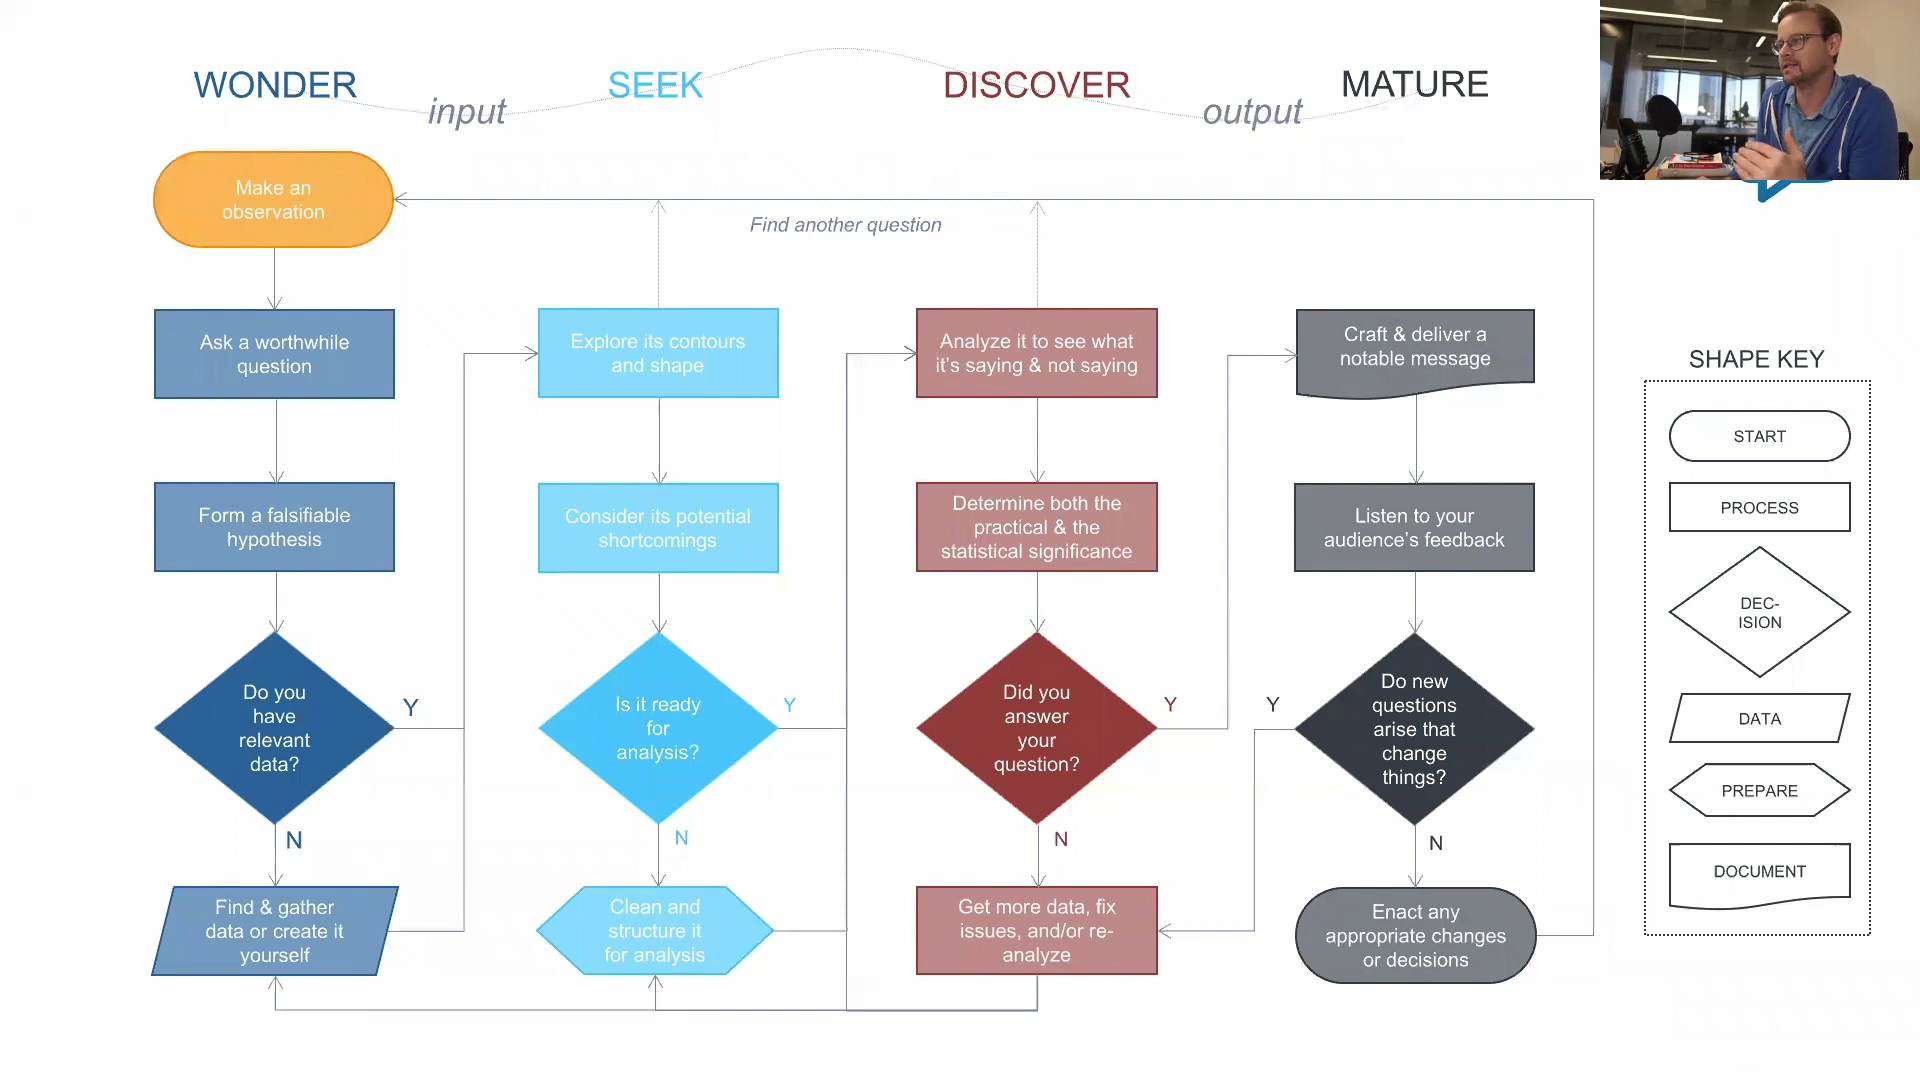 WONDER
input
SEEK
DISCOVER
output
MATURE
Make an
observation
Find another question
Ask a worthwhile
question
Form a falsifiable
hypothesis
Do you
have
relevant
data?
Y
N
Find & gather
data or create it
yourself
Explore its contours
and shape
Consider its potential
shortcomings
Is it ready
for
analysis?
Y
N
Clean and
structure it
for analysis
Analyze it to see what
it's saying & not saying
Determine both the
practical & the
statistical significance
Did you
answer
your
question?
Y
N
Get more data, fix
issues, and/or re-
analyze
Craft & deliver a
notable message
Listen to your
audience's feedback
Do new
questions
arise that
change
things?
Y
N
Enact any
appropriate changes
or decisions
SHAPE KEY
START
PROCESS
DEC-
ISION
DATA
PREPARE
DOCUMENT